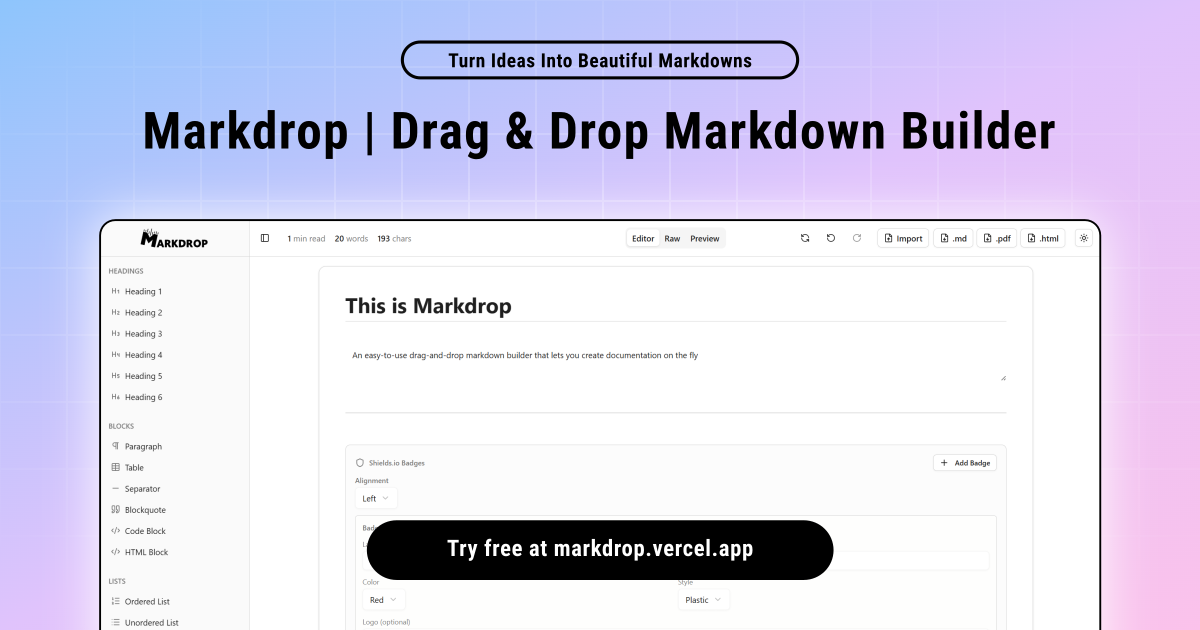 Turn Ideas Into Beautiful Markdowns
Markdrop | Drag & Drop Markdown Builder
MARKDROP
1 min read 20 words 193 chars
Editor Raw Preview
Import .md .pdf .html
HEADINGS
H1 Heading 1
H2 Heading 2
H3 Heading 3
H4 Heading 4
H5 Heading 5
H6 Heading 6
BLOCKS
Paragraph
Table
Separator
Blockquote
Code Block
HTML Block
LISTS
Ordered List
Unordered List
This is Markdrop
An easy-to-use drag-and-drop markdown builder that lets you create documentation on the fly
Shields.io Badges
Add Badge
Alignment
Left
Try free at markdrop.vercel.app
Color
Style
Red
Plastic
Logo (optional)